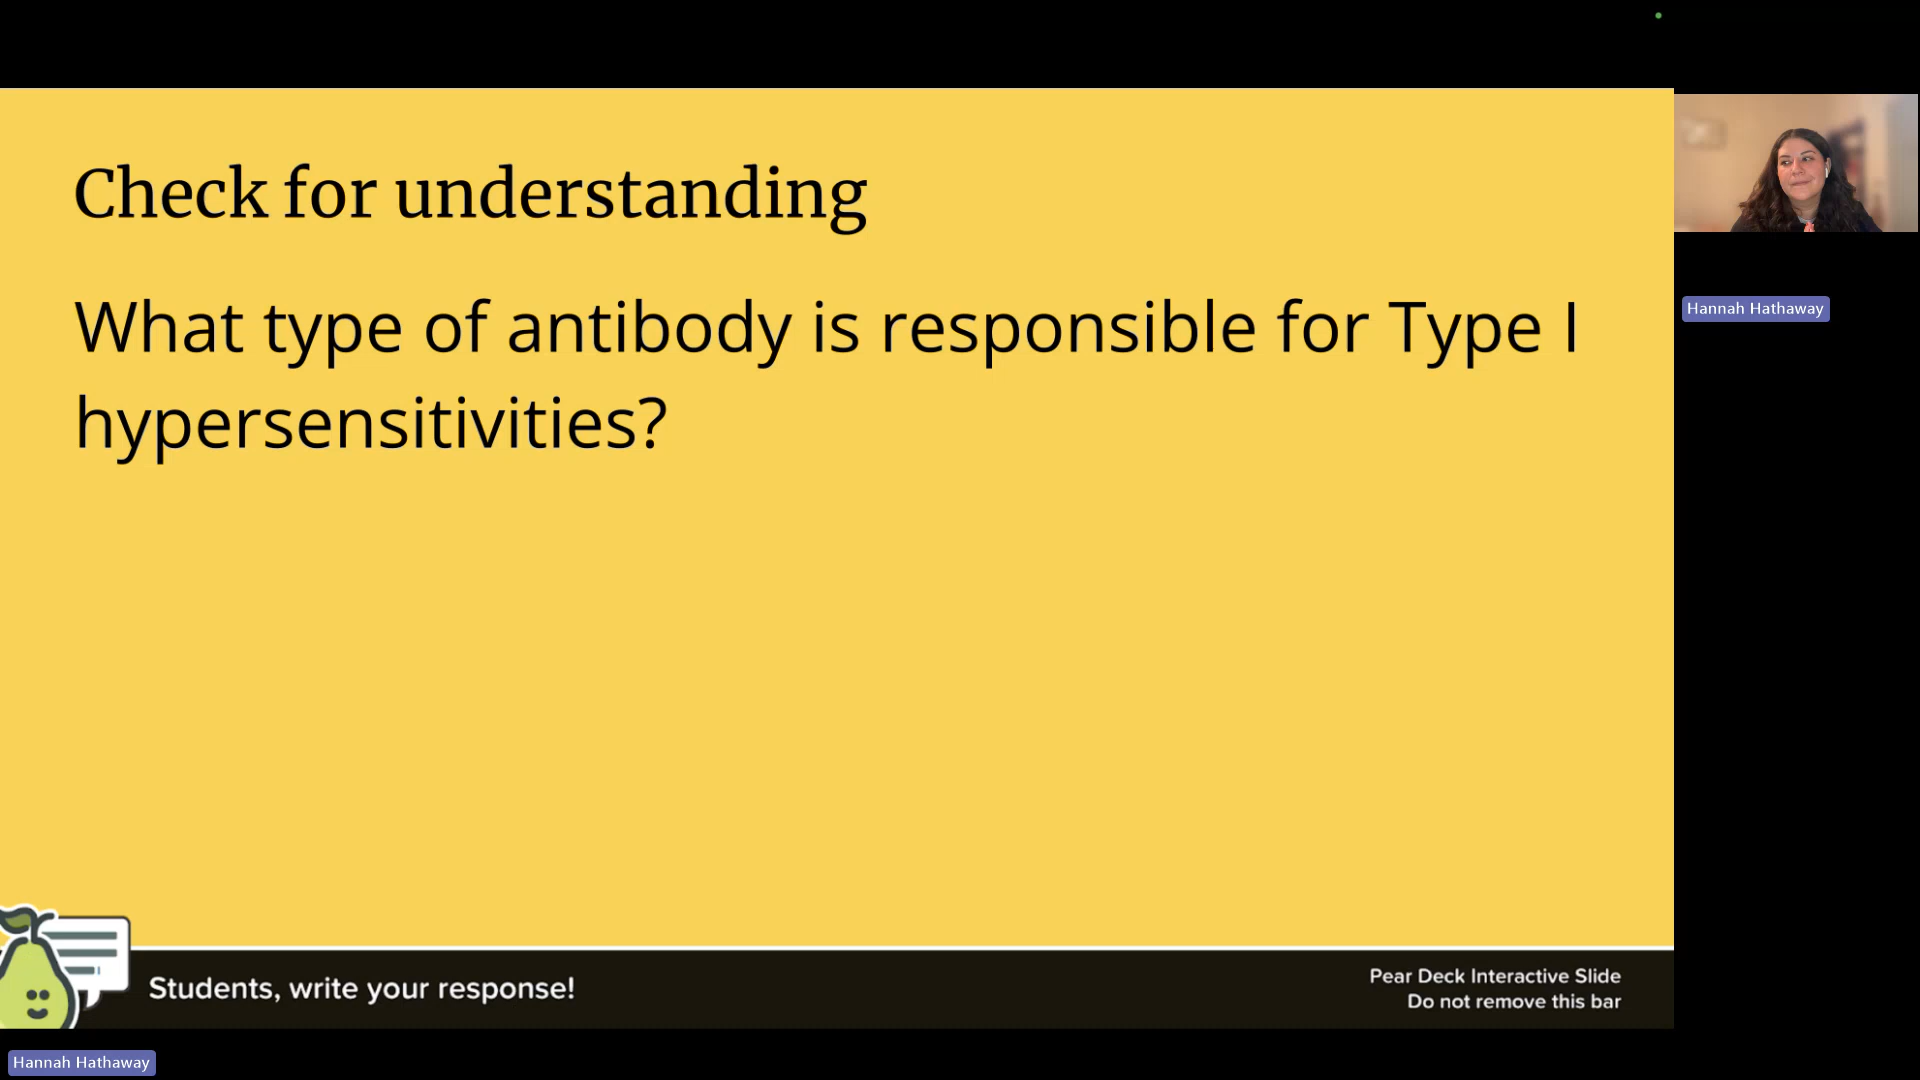 Check for understanding
What type of antibody is responsible for Type I
hypersensitivities?
Students, write your response!
Pear Deck Interactive Slide
Do not remove this bar
Hannah Hathaway
Hannah Hathaway